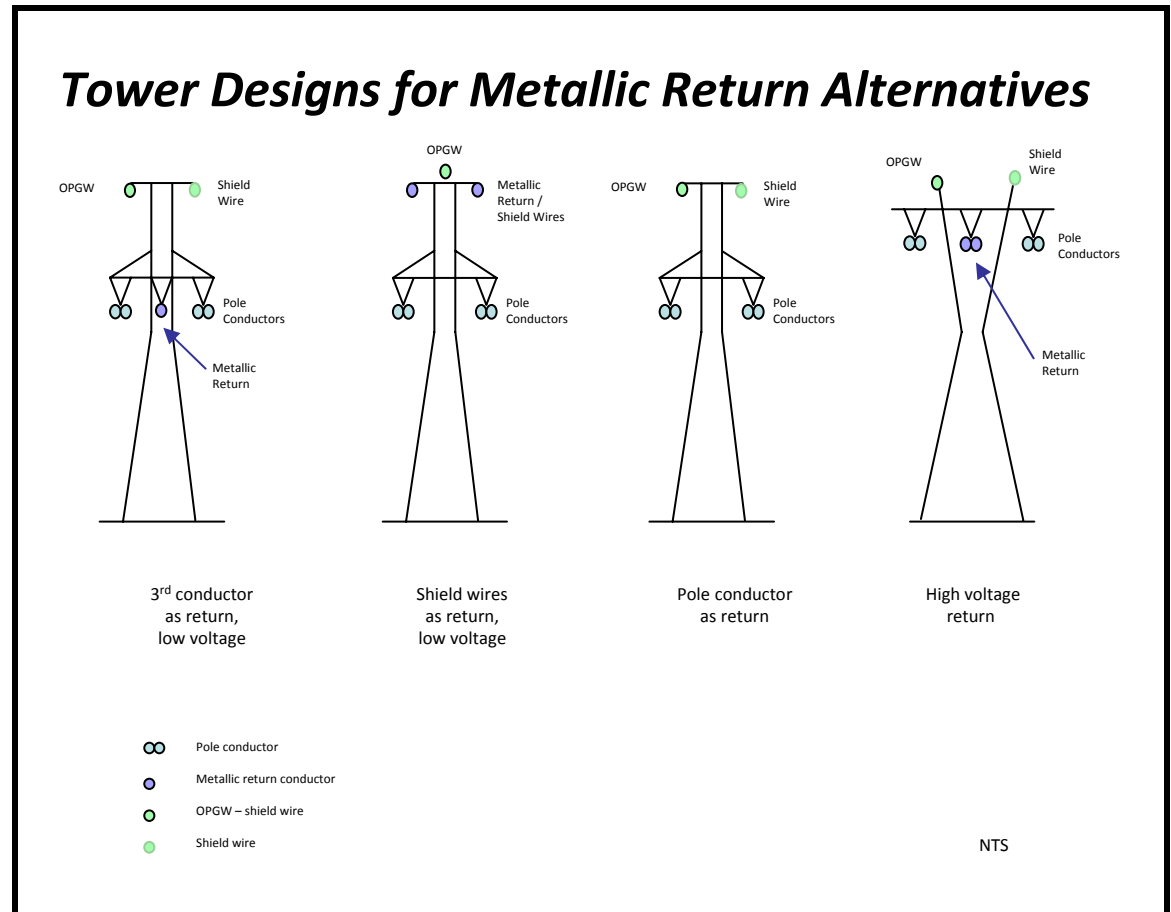 Tower Designs for Metallic Return Alternatives
OPGW
Shield
Wire
Pole
Conductors
Metallic
Return
3rd conductor
as return,
low voltage
OPGW
Metallic
Return /
Shield Wires
Pole
Conductors
Shield wires
as return,
low voltage
OPGW
Shield
Wire
Pole
Conductors
Pole conductor
as return
OPGW
Shield
Wire
Pole
Conductors
Metallic
Return
High voltage
return
Pole conductor
Metallic return conductor
OPGW – shield wire
Shield wire
NTS